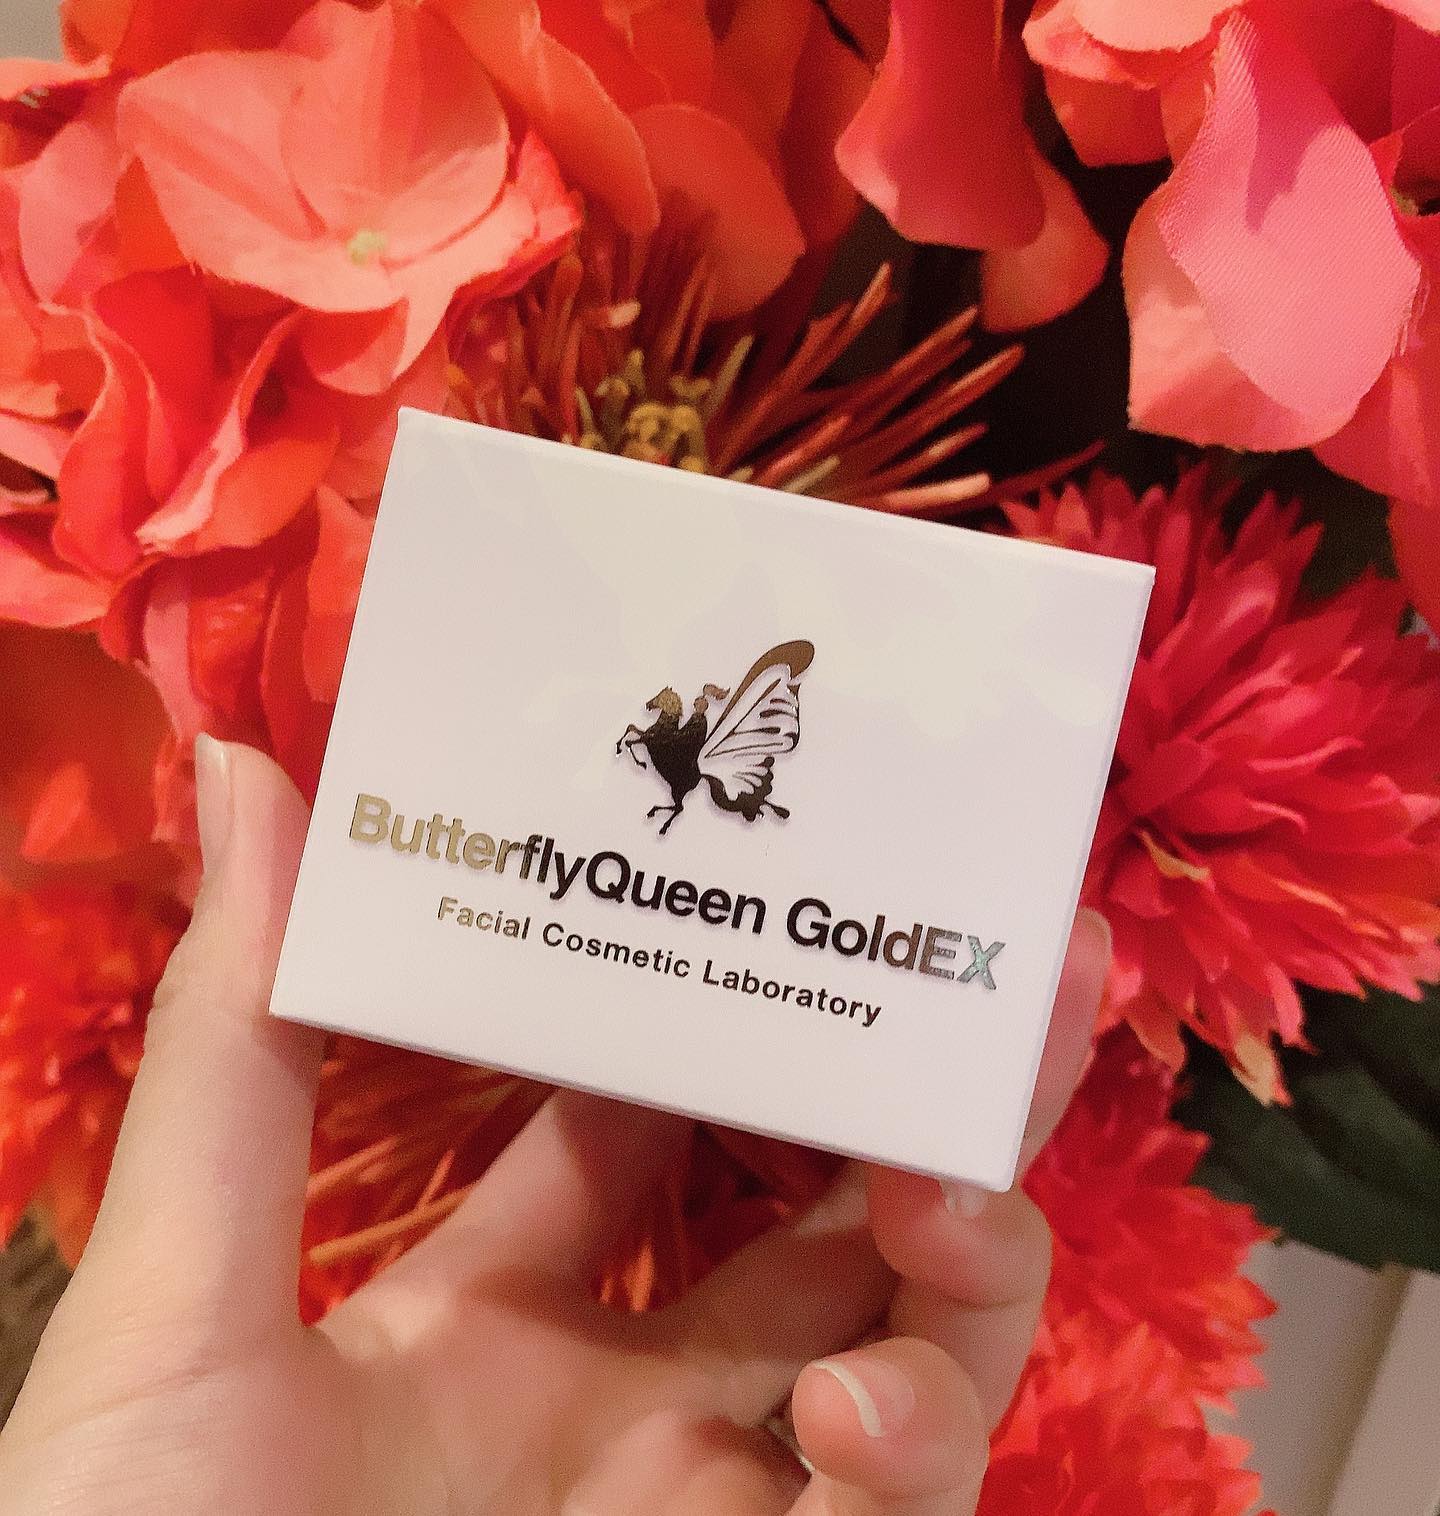 ButterflyQueen GoldEX
Facial Cosmetic Laboratory